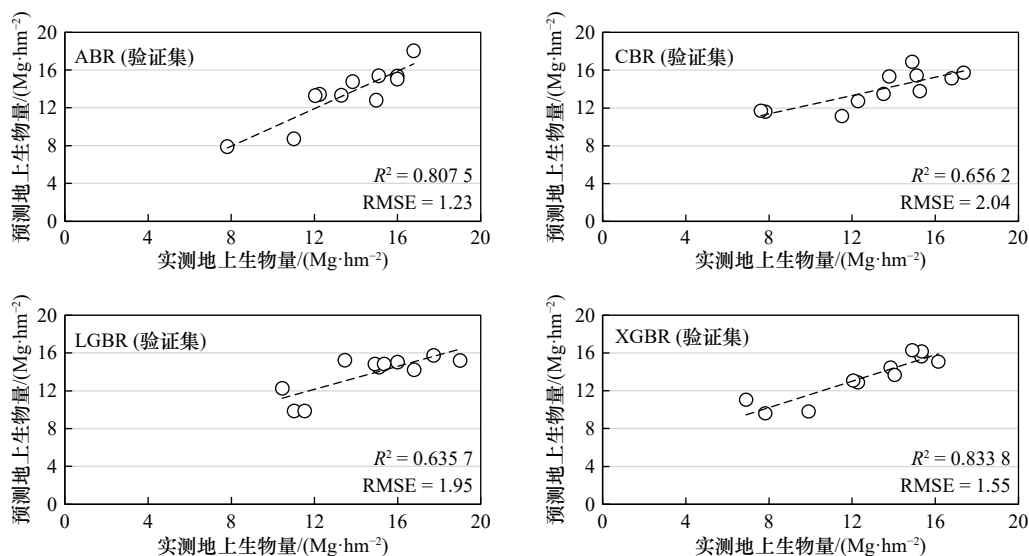 预测地上生物量/(Mg·hm⁻²)
20
16
12
8
4
0
ABR (验证集)
R² = 0.807 5
RMSE = 1.23
0 4 8 12 16 20
实测地上生物量/(Mg·hm⁻²)
预测地上生物量/(Mg·hm⁻²)
20
16
12
8
4
0
CBR (验证集)
R² = 0.656 2
RMSE = 2.04
0 4 8 12 16 20
实测地上生物量/(Mg·hm⁻²)
预测地上生物量/(Mg·hm⁻²)
20
16
12
8
4
0
LGBR (验证集)
R² = 0.635 7
RMSE = 1.95
0 4 8 12 16 20
实测地上生物量/(Mg·hm⁻²)
预测地上生物量/(Mg·hm⁻²)
20
16
12
8
4
0
XGBR (验证集)
R² = 0.833 8
RMSE = 1.55
0 4 8 12 16 20
实测地上生物量/(Mg·hm⁻²)